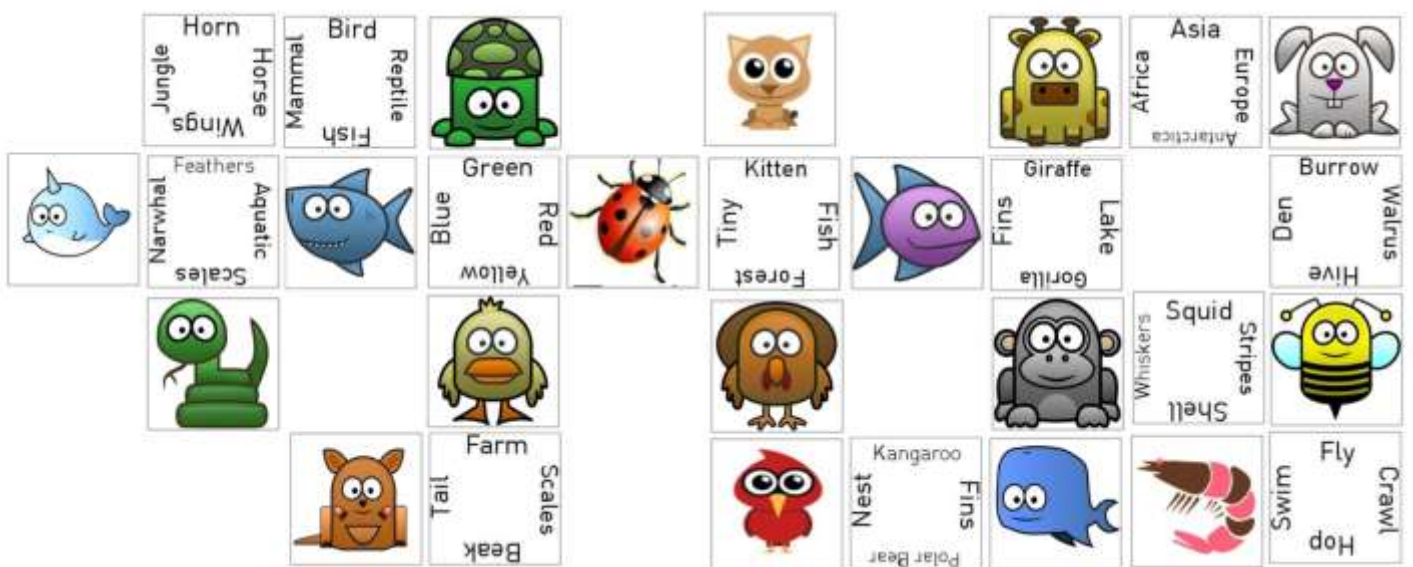 Horn
Jungle
Horse
Wings
Bird
Mammal
Reptile
Fish
Asia
Africa
Europe
Antarctica
Feathers
Narwhal
Aquatic
Scales
Green
Blue
Red
Yellow
Kitten
Tiny
Fish
Forest
Giraffe
Fins
Lake
Gorilla
Burrow
Den
Walrus
Hive
Squid
Whiskers
Stripes
Shell
Farm
Tail
Scales
Beak
Kangaroo
Nest
Fins
Polar Bear
Fly
Swim
Crawl
Hop